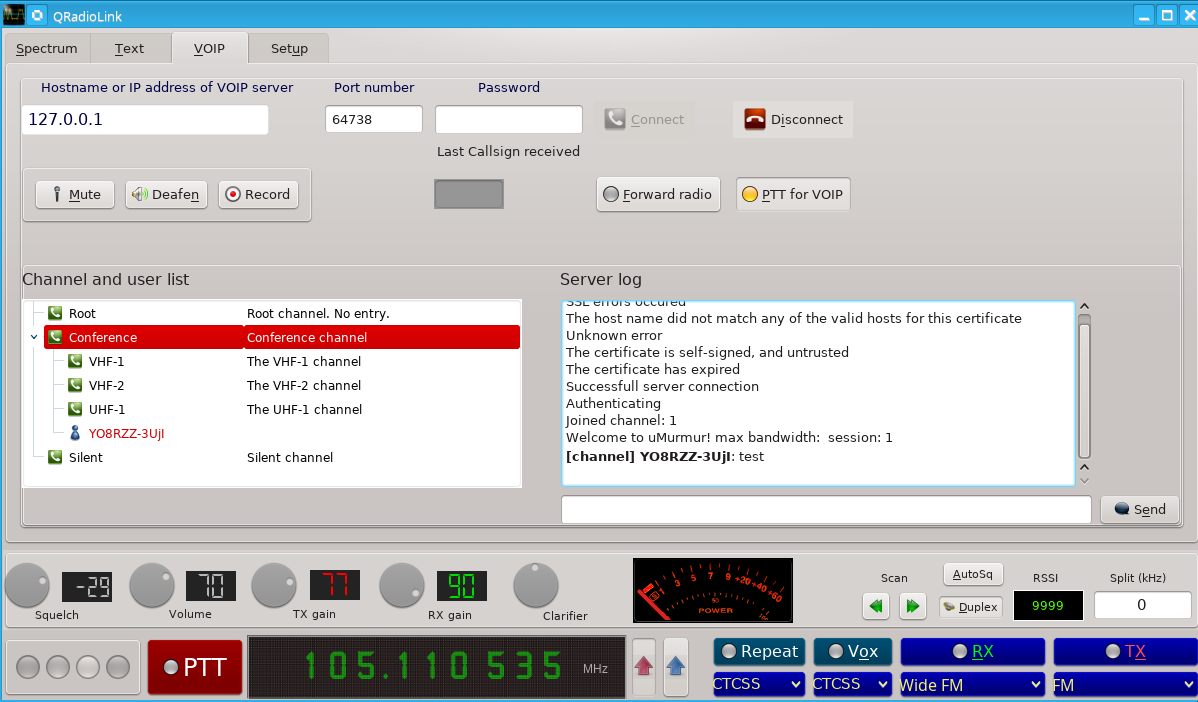 QRadioLink
Spectrum Text VOIP Setup
Hostname or IP address of VOIP server Port number Password
127.0.0.1 64738 Connect Disconnect
Last Callsign received
Mute Deafen Record Forward radio PTT for VOIP
Channel and user list
Root Root channel. No entry.
Conference Conference channel
VHF-1 The VHF-1 channel
VHF-2 The VHF-2 channel
UHF-1 The UHF-1 channel
YO8RZZ-3UjI
Silent Silent channel
Server log
SSL errors occured
The host name did not match any of the valid hosts for this certificate
Unknown error
The certificate is self-signed, and untrusted
The certificate has expired
Successfull server connection
Authenticating
Joined channel: 1
Welcome to uMurmur! max bandwidth:  session: 1
[channel] YO8RZZ-3UjI: test
Send
-29 70 77 90
Squelch Volume TX gain RX gain Clarifier
1 3 5 7 9 +20 +40 +60
POWER
Scan AutoSq RSSI Split (kHz)
Duplex 9999 0
PTT 105.110 535 MHz
Repeat Vox RX TX
CTCSS CTCSS Wide FM FM